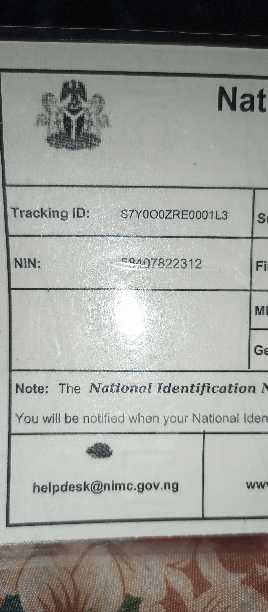 Nat
Tracking ID: S7Y0O0ZRE0001L3 S
NIN: 58407822312 Fi
Mi
Ge
Note: The National Identification N
You will be notified when your National Iden
helpdesk@nimc.gov.ng ww